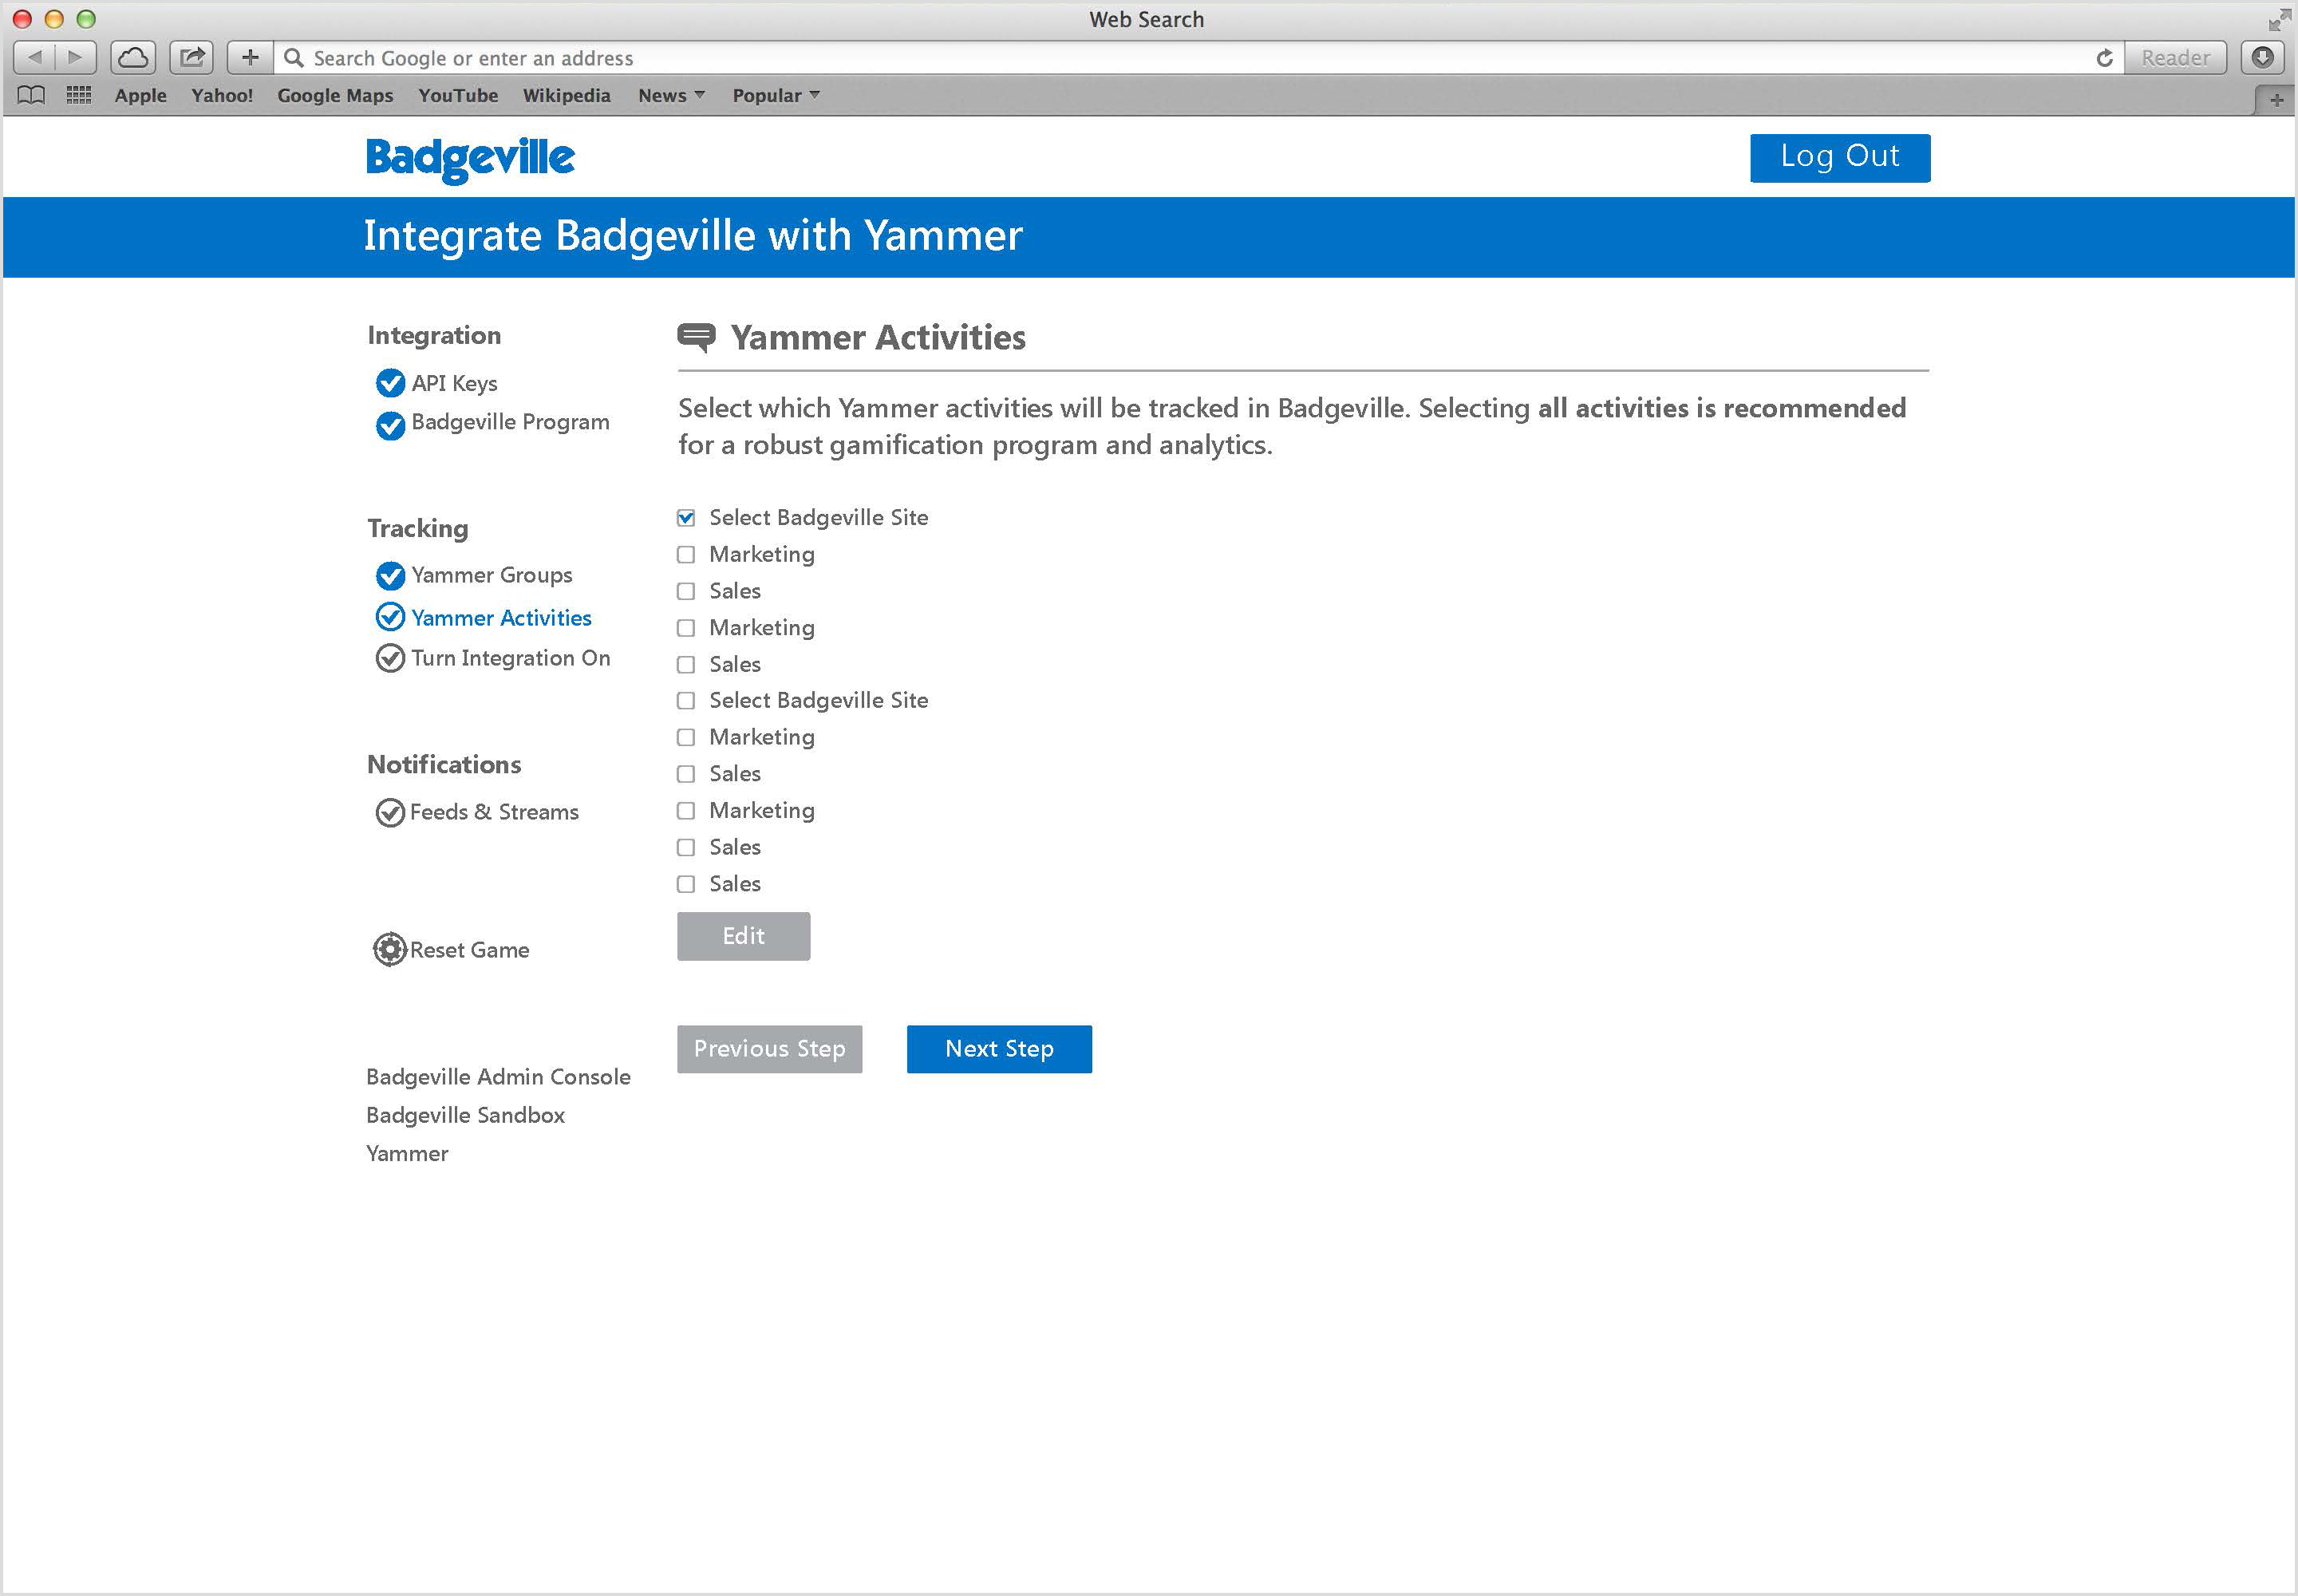 Web Search
Search Google or enter an address
Reader
Apple Yahoo! Google Maps YouTube Wikipedia News Popular
Badgeville
Log Out
Integrate Badgeville with Yammer
Integration
API Keys
Badgeville Program
Tracking
Yammer Groups
Yammer Activities
Turn Integration On
Notifications
Feeds & Streams
Reset Game
Badgeville Admin Console
Badgeville Sandbox
Yammer
Yammer Activities
Select which Yammer activities will be tracked in Badgeville. Selecting all activities is recommended
for a robust gamification program and analytics.
Select Badgeville Site
Marketing
Sales
Marketing
Sales
Select Badgeville Site
Marketing
Sales
Marketing
Sales
Sales
Edit
Previous Step
Next Step